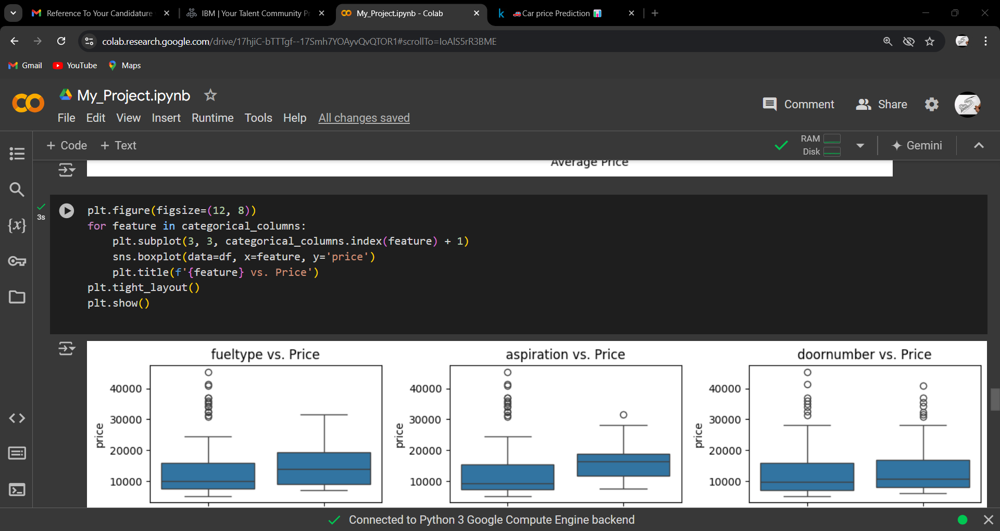 Reference To Your Candidature
IBM | Your Talent Community Pr
My_Project.ipynb - Colab
k 🚗Car price Prediction 📊
colab.research.google.com/drive/17hjiC-bTTTgf--17Smh7YOAyvQvQTOR1#scrollTo=IoAlS5rR3BME
Gmail YouTube Maps
My_Project.ipynb
Comment Share
File Edit View Insert Runtime Tools Help All changes saved
+ Code + Text
RAM
Disk
Gemini
Average Price
3s
plt.figure(figsize=(12, 8))
for feature in categorical_columns:
    plt.subplot(3, 3, categorical_columns.index(feature) + 1)
    sns.boxplot(data=df, x=feature, y='price')
    plt.title(f'{feature} vs. Price')
plt.tight_layout()
plt.show()
{x}
fueltype vs. Price
40000
30000
20000
10000
price
aspiration vs. Price
40000
30000
20000
10000
price
doornumber vs. Price
40000
30000
20000
10000
price
Connected to Python 3 Google Compute Engine backend